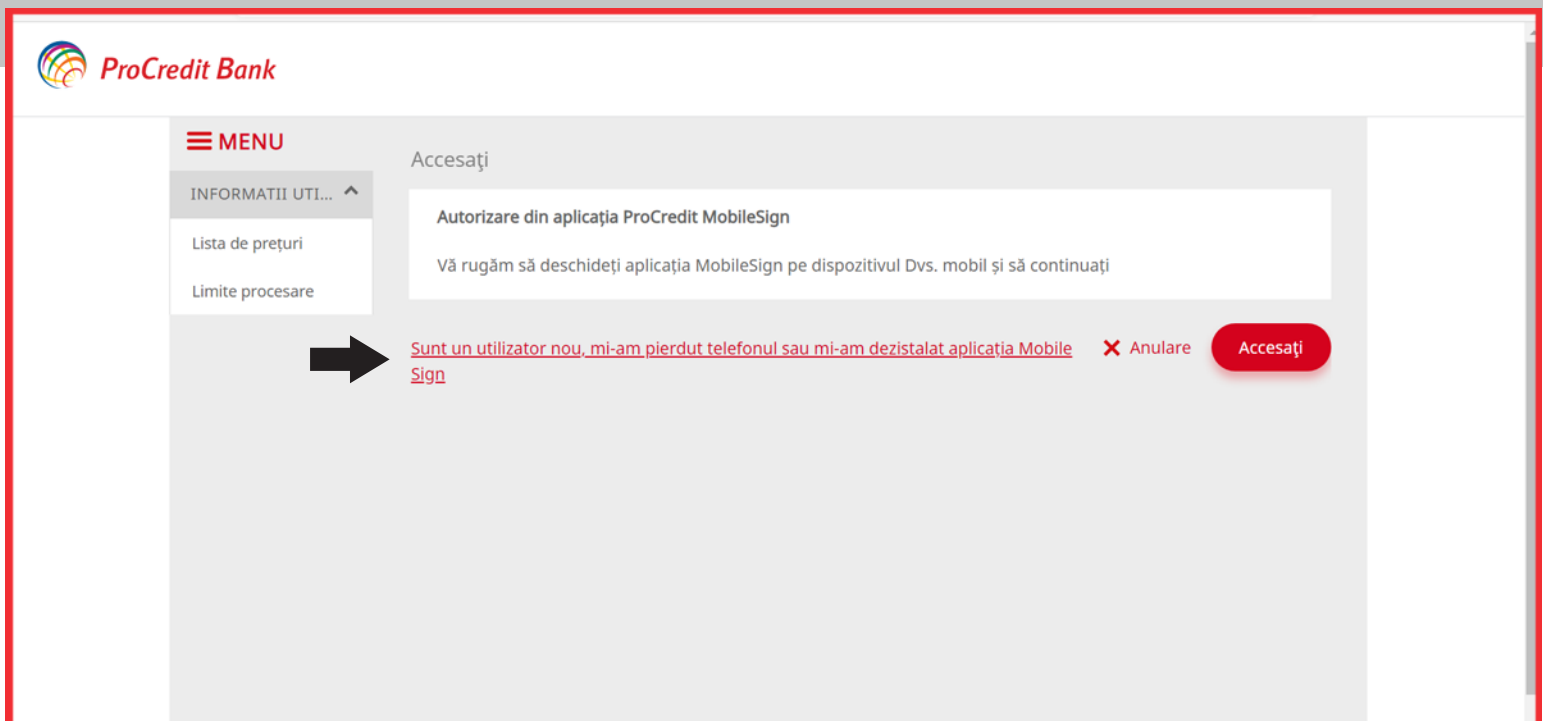 ProCredit Bank
MENU
INFORMATII UTI...
Lista de prețuri
Limite procesare
Accesaţi
Autorizare din aplicația ProCredit MobileSign
Vă rugăm să deschideți aplicația MobileSign pe dispozitivul Dvs. mobil și să continuați
Sunt un utilizator nou, mi-am pierdut telefonul sau mi-am dezistalat aplicația Mobile
Sign
Anulare
Accesaţi